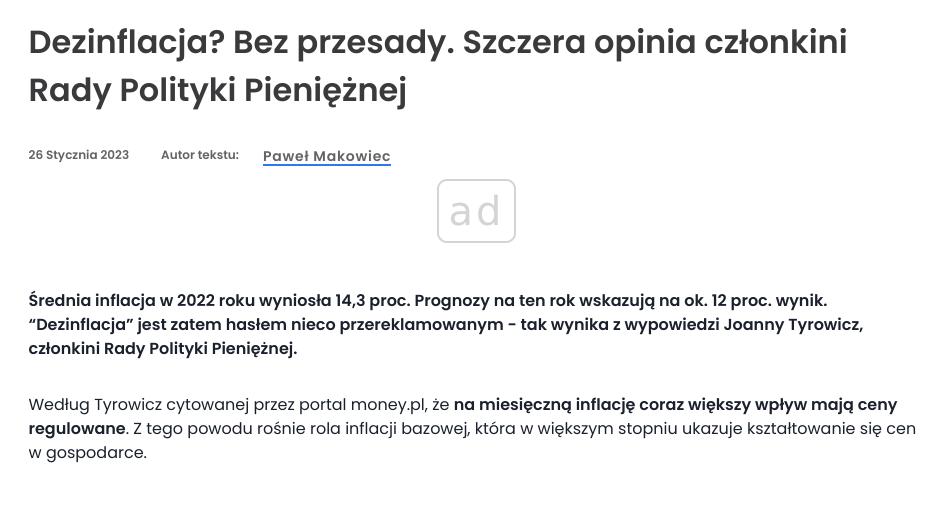 Dezinflacja? Bez przesady. Szczera opinia członkini
Rady Polityki Pieniężnej
26 Stycznia 2023 Autor tekstu: Paweł Makowiec
ad
Średnia inflacja w 2022 roku wyniosła 14,3 proc. Prognozy na ten rok wskazują na ok. 12 proc. wynik.
“Dezinflacja” jest zatem hasłem nieco przereklamowanym - tak wynika z wypowiedzi Joanny Tyrowicz,
członkini Rady Polityki Pieniężnej.
Według Tyrowicz cytowanej przez portal money.pl, że na miesięczną inflację coraz większy wpływ mają ceny
regulowane. Z tego powodu rośnie rola inflacji bazowej, która w większym stopniu ukazuje kształtowanie się cen
w gospodarce.